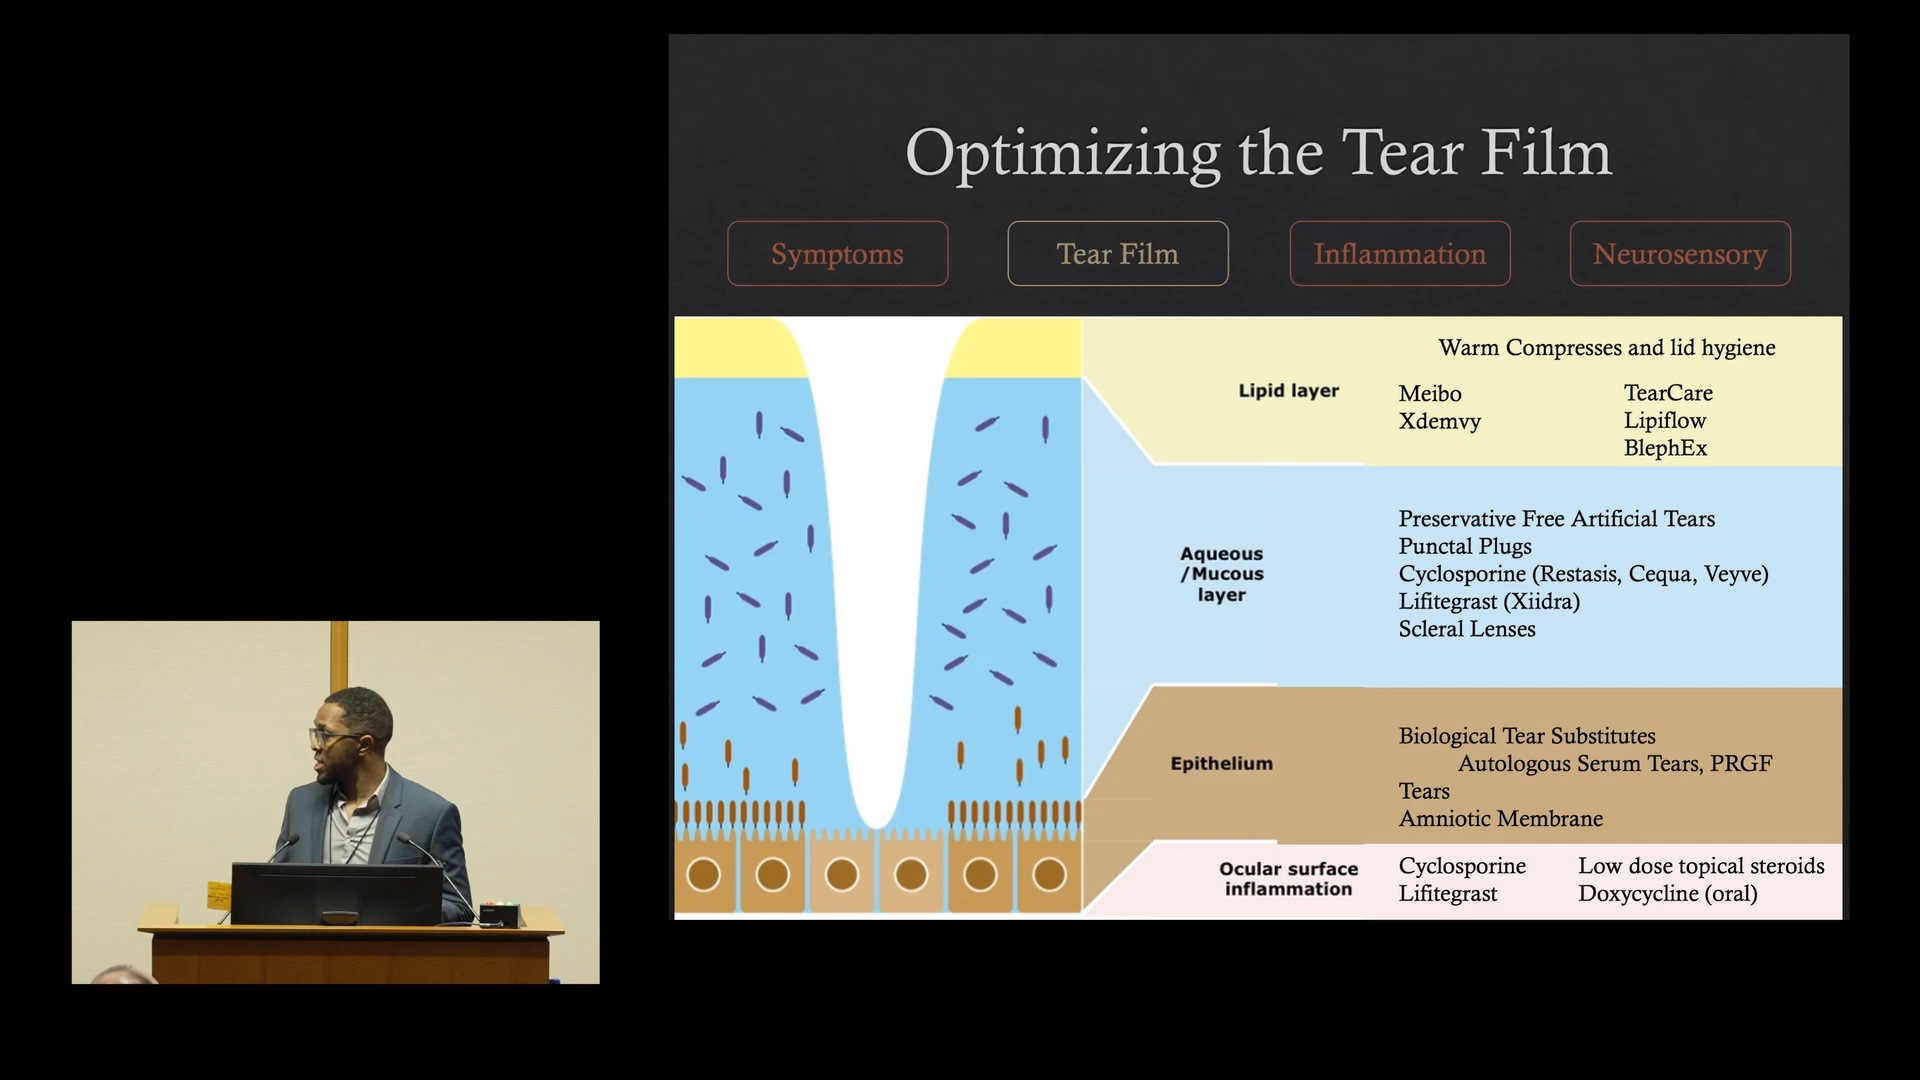 Optimizing the Tear Film
Symptoms
Tear Film
Inflammation
Neurosensory
Lipid layer
Warm Compresses and lid hygiene
Meibo
Xdemvy
TearCare
Lipiflow
BlephEx
Aqueous
/Mucous
layer
Preservative Free Artificial Tears
Punctal Plugs
Cyclosporine (Restasis, Cequa, Veyve)
Lifitegrast (Xiidra)
Scleral Lenses
Epithelium
Biological Tear Substitutes
Autologous Serum Tears, PRGF
Tears
Amniotic Membrane
Ocular surface
inflammation
Cyclosporine
Lifitegrast
Low dose topical steroids
Doxycycline (oral)